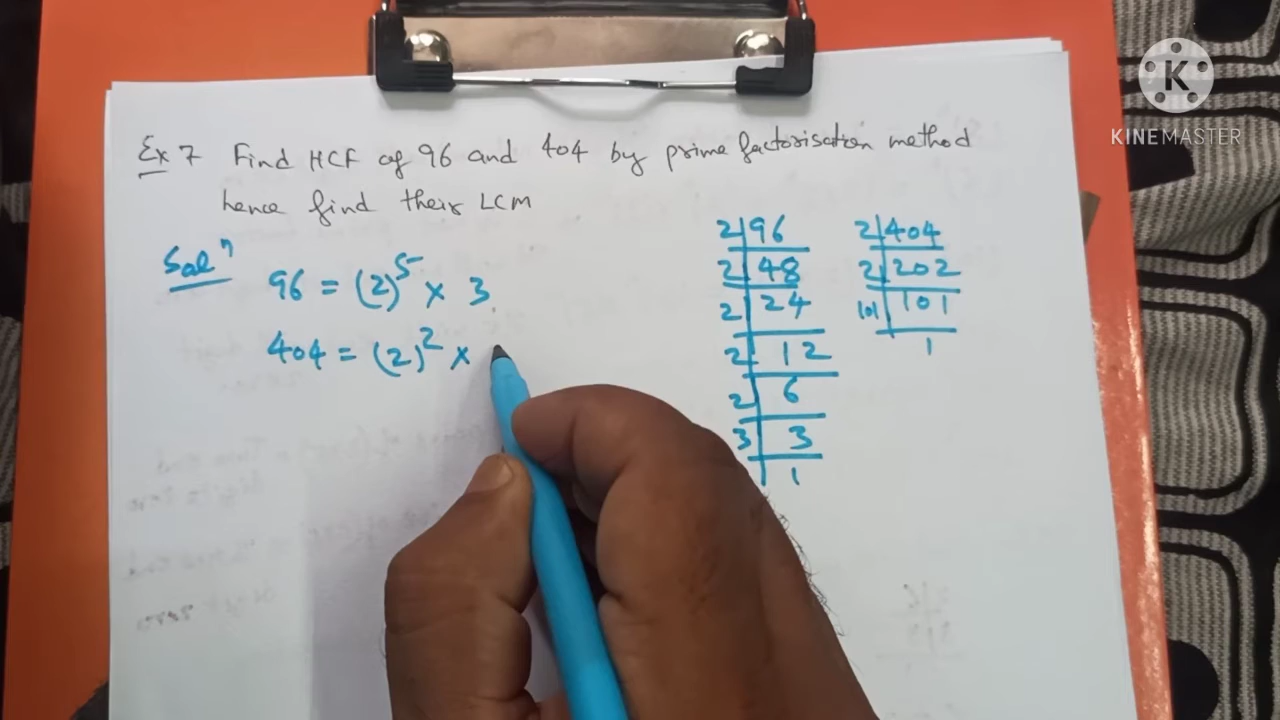 Ex 7 Find HCF of 96 and 404 by prime factorisation method
hence find their LCM
Sol^n
96 = (2)^5 × 3
404 = (2)^2 ×
2 96
2 48
2 24
2 12
2 6
3 3
1
2 404
2 202
101 101
1
K
KINEMASTER